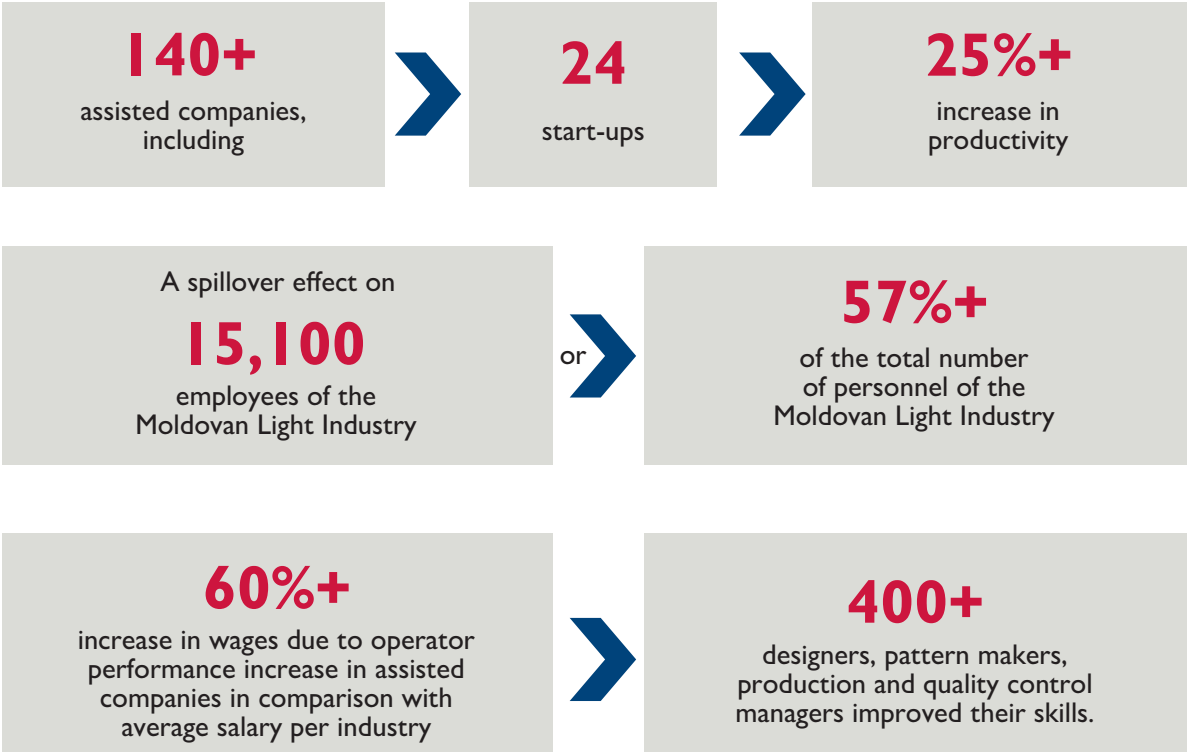 140+
assisted companies,
including
24
start-ups
25%+
increase in
productivity
A spillover effect on
15,100
employees of the
Moldovan Light Industry
or
57%+
of the total number
of personnel of the
Moldovan Light Industry
60%+
increase in wages due to operator
performance increase in assisted
companies in comparison with
average salary per industry
400+
designers, pattern makers,
production and quality control
managers improved their skills.